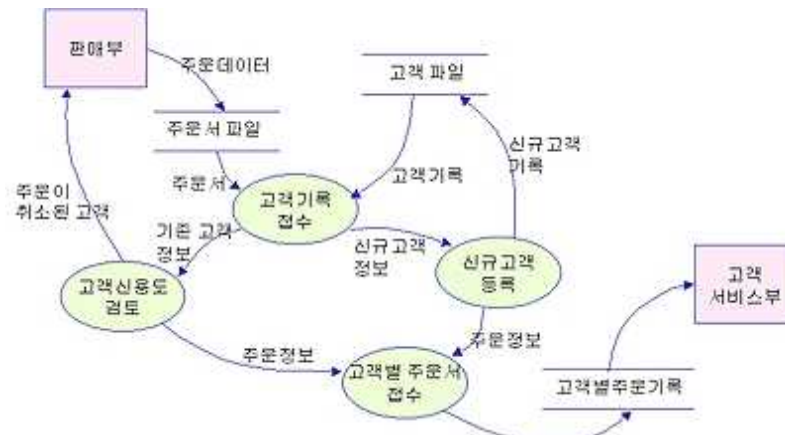 판매부
주문데이터
고객 파일
주문서 파일
신규고객
기록
주문서
고객기록
주문이
취소된 고객
고객기록
접수
기존 고객
정보
신규고객
정보
신규고객
등록
고객
서비스부
고객신용도
검토
주문정보
주문정보
고객별 주문서
접수
고객별주문기록